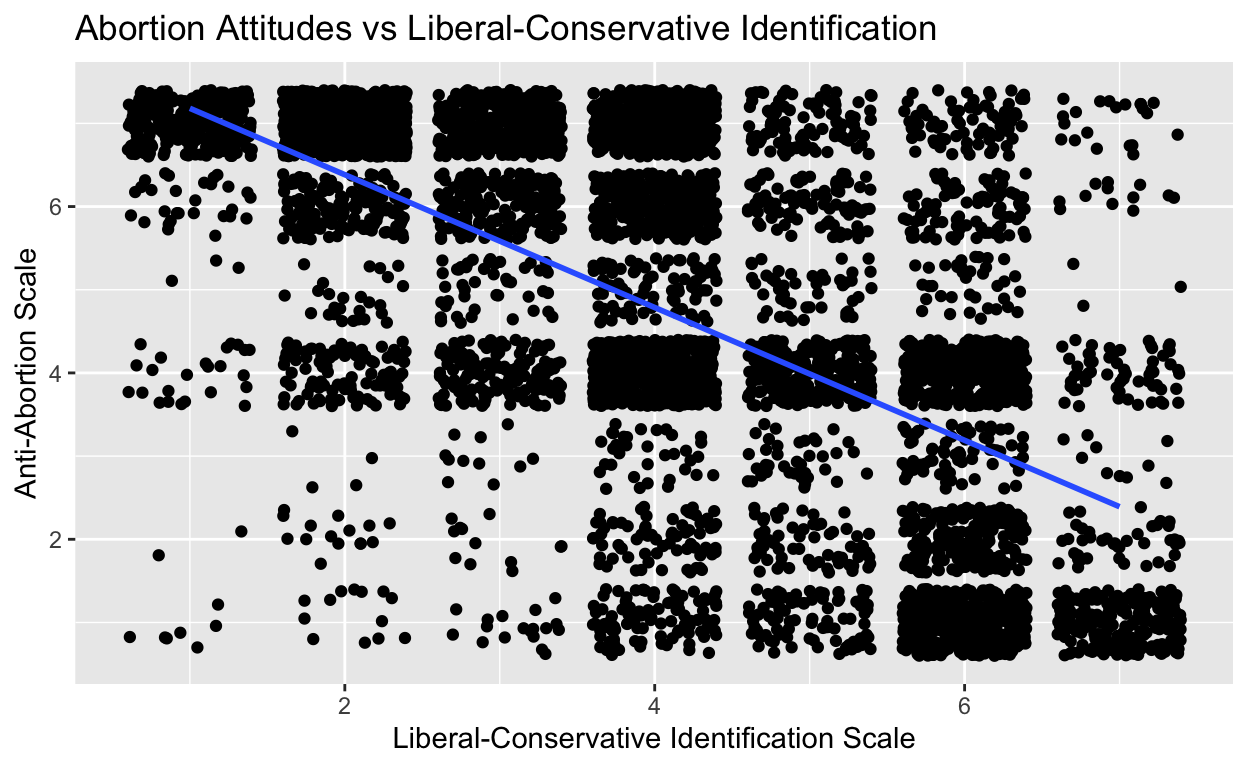 Abortion Attitudes vs Liberal-Conservative Identification
Anti-Abortion Scale
6
4
2
2 4 6
Liberal-Conservative Identification Scale